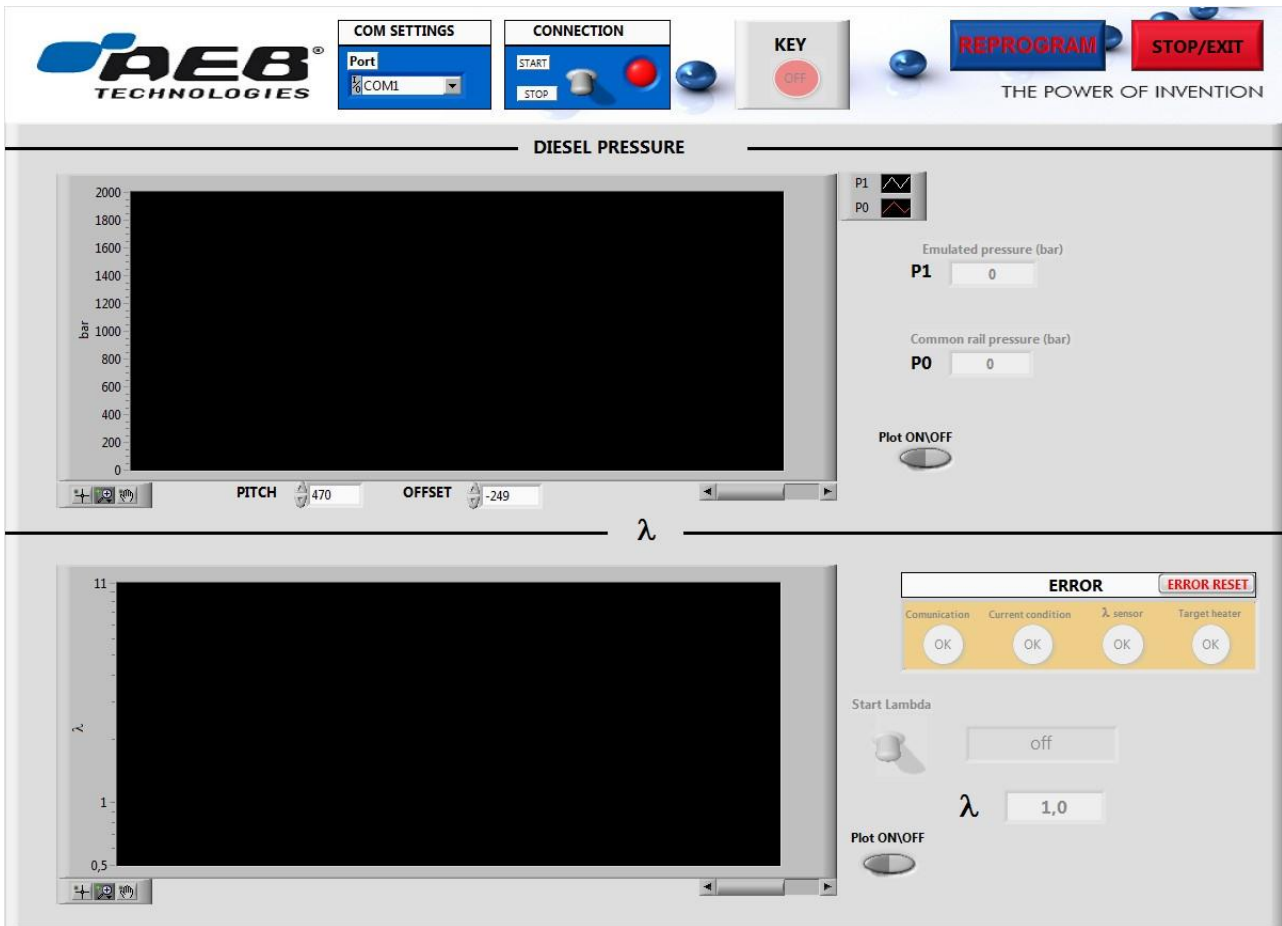 AEB®
TECHNOLOGIES
COM SETTINGS
Port
COM1
CONNECTION
START
STOP
KEY
OFF
REPROGRAM
STOP/EXIT
THE POWER OF INVENTION
DIESEL PRESSURE
2000
1800
1600
1400
1200
1000
800
600
400
200
0
bar
P1
P0
Emulated pressure (bar)
P1 0
Common rail pressure (bar)
P0 0
Plot ON\OFF
PITCH 470 OFFSET -249
λ
11
1
0,5
λ
ERROR ERROR RESET
Comunication Current condition λ sensor Target heater
OK OK OK OK
Start Lambda
off
λ 1,0
Plot ON\OFF